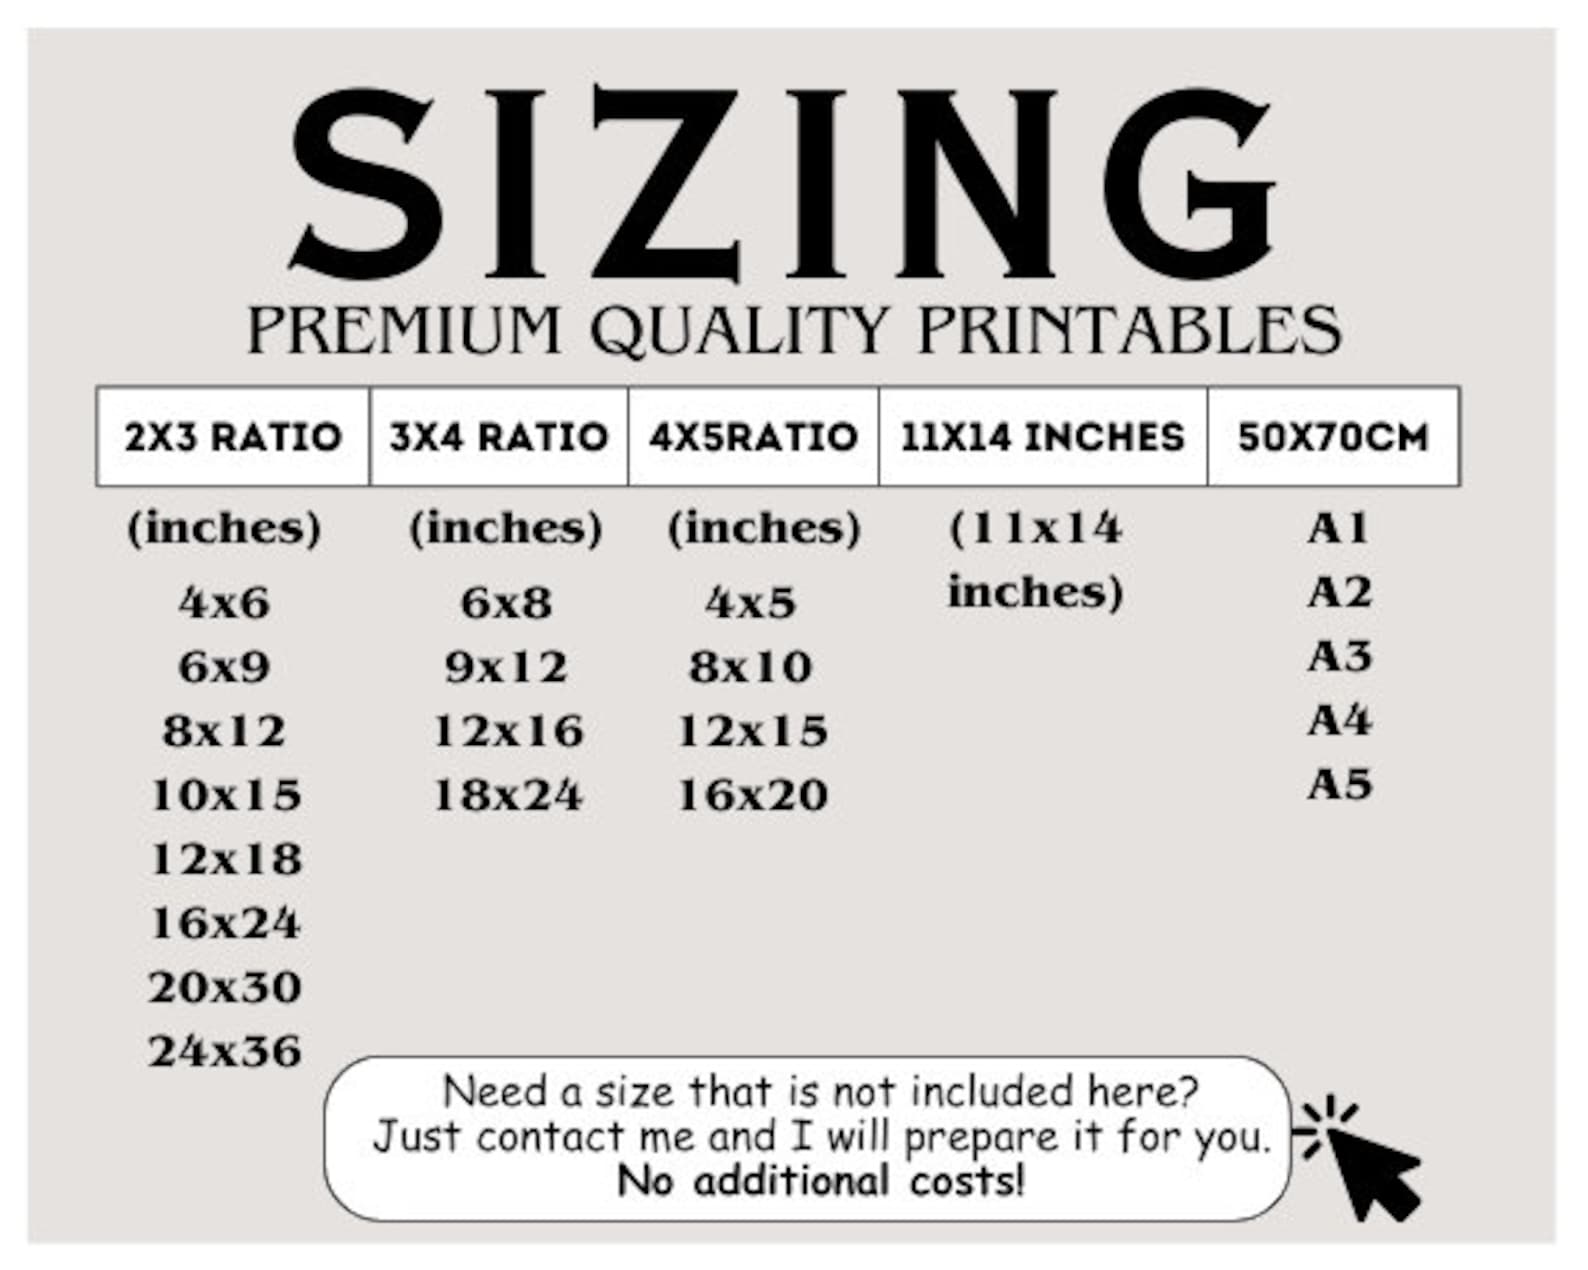 SIZING
PREMIUM QUALITY PRINTABLES
2X3 RATIO
(inches)
4x6
6x9
8x12
10x15
12x18
16x24
20x30
24x36
3X4 RATIO
(inches)
6x8
9x12
12x16
18x24
4X5RATIO
(inches)
4x5
8x10
12x15
16x20
11X14 INCHES
(11x14
inches)
50X70CM
A1
A2
A3
A4
A5
Need a size that is not included here?
Just contact me and I will prepare it for you.
No additional costs!